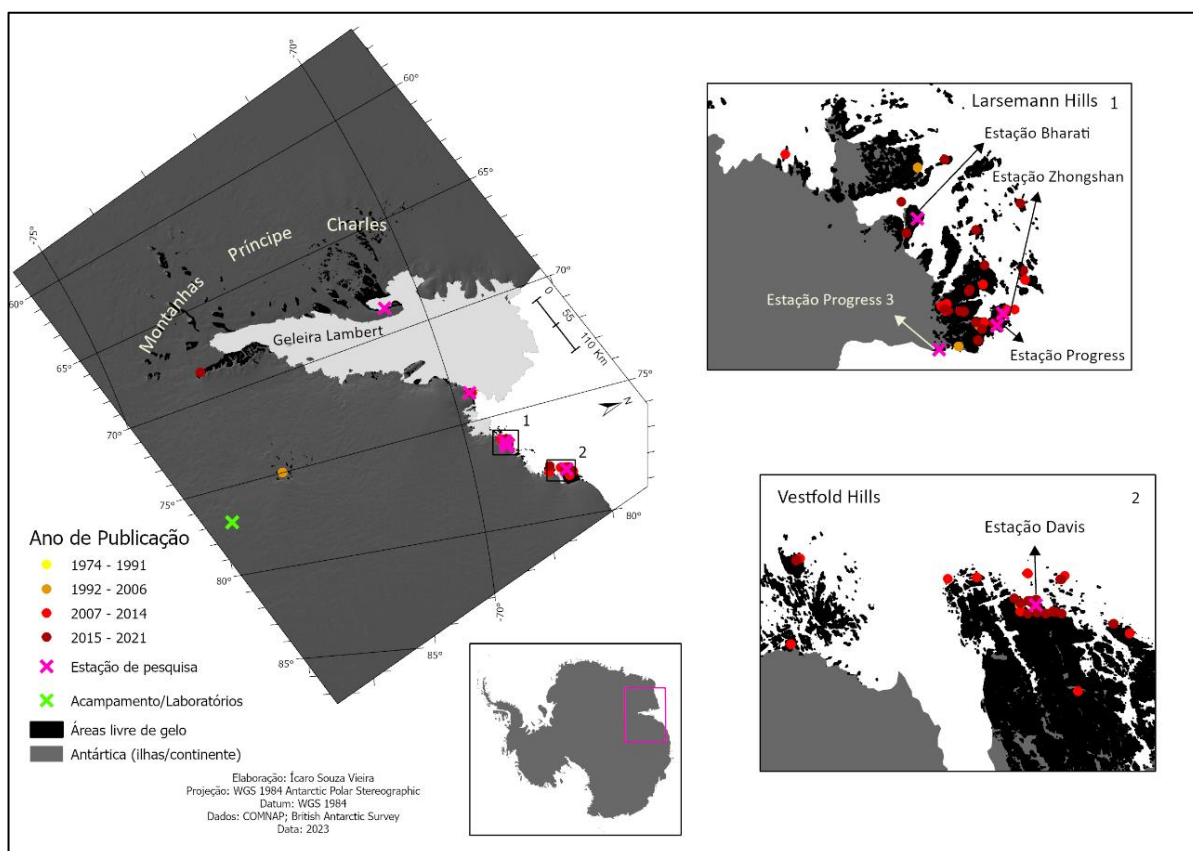 -70°
60°
-75°
65°
60°
70°
65°
75°
70°
80°
75°
-70°
80°
85°
85°
Montanhas Príncipe Charles
Geleira Lambert
0 55 110 Km
N
1
2
Ano de Publicação
1974 - 1991
1992 - 2006
2007 - 2014
2015 - 2021
Estação de pesquisa
Acampamento/Laboratórios
Áreas livre de gelo
Antártica (ilhas/continente)
Elaboração: Ícaro Souza Vieira
Projeção: WGS 1984 Antarctic Polar Stereographic
Datum: WGS 1984
Dados: COMNAP; British Antarctic Survey
Data: 2023
Larsemann Hills 1
Estação Bharati
Estação Zhongshan
Estação Progress 3
Estação Progress
Vestfold Hills 2
Estação Davis